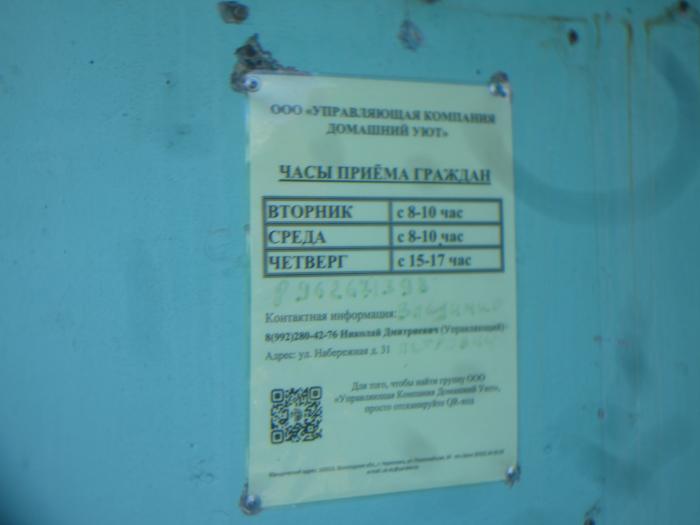 ООО «УПРАВЛЯЮЩАЯ КОМПАНИЯ
ДОМАШНИЙ УЮТ»
ЧАСЫ ПРИЁМА ГРАЖДАН
ВТОРНИК с 8-10 час
СРЕДА с 8-10 час
ЧЕТВЕРГ с 15-17 час
Контактная информация:
8(992)280-42-76 Николай Дмитриевич (Управляющий)
Адрес: ул. Набережная д. 31
Для того, чтобы найти группу ООО
«Управляющая Компания Домашний Уют»,
просто отсканируйте QR-код